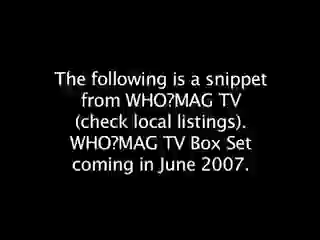 The following is a snippet
from WHO?MAG TV
(check local listings).
WHO?MAG TV Box Set
coming in June 2007.